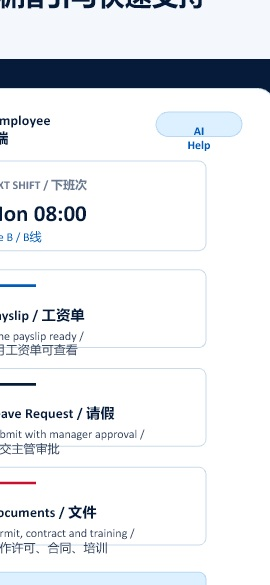 指引与快速支持
mployee
端
AI
Help
XT SHIFT / 下班次
on 08:00
e B / B线
yslip / 工资单
ne payslip ready /
工资单可查看
ave Request / 请假
bmit with manager approval /
交主管审批
ocuments / 文件
rmit, contract and training /
作许可、合同、培训